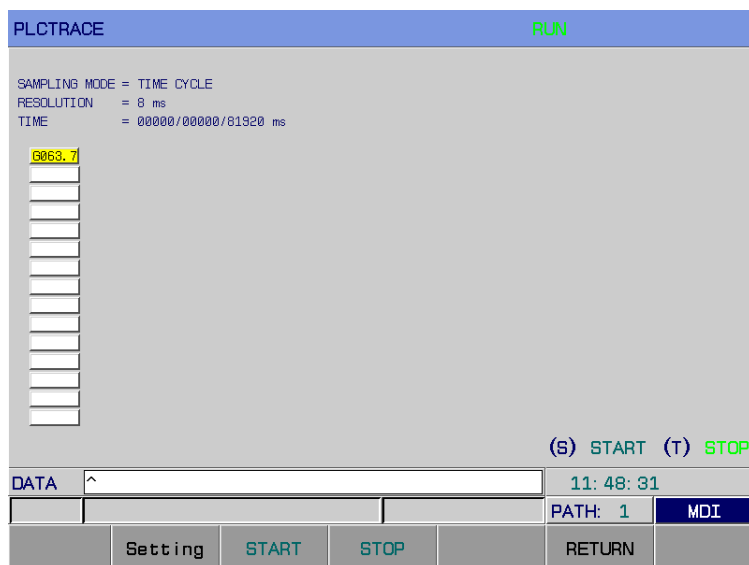 PLCTRACE RUN
SAMPLING MODE = TIME CYCLE
RESOLUTION = 8 ms
TIME = 00000/00000/81920 ms
G063.7
(S) START (T) STOP
DATA ^ 11:48:31
PATH: 1 MDI
Setting START STOP RETURN